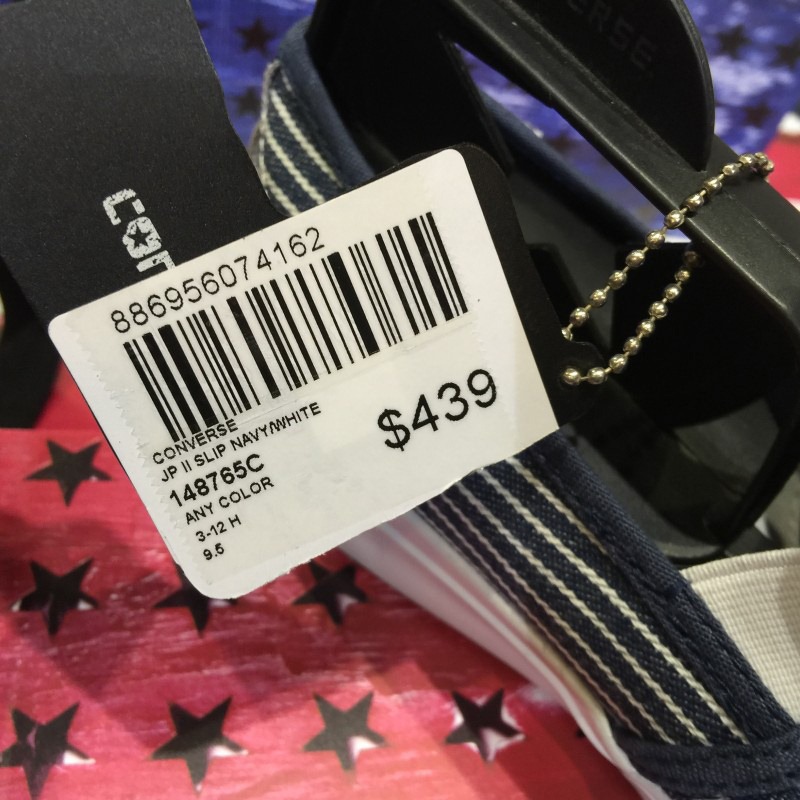 886956074162
CONVERSE
JP II SLIP NAVY/WHITE
148765C
$439
ANY COLOR
3-12 H
9.5